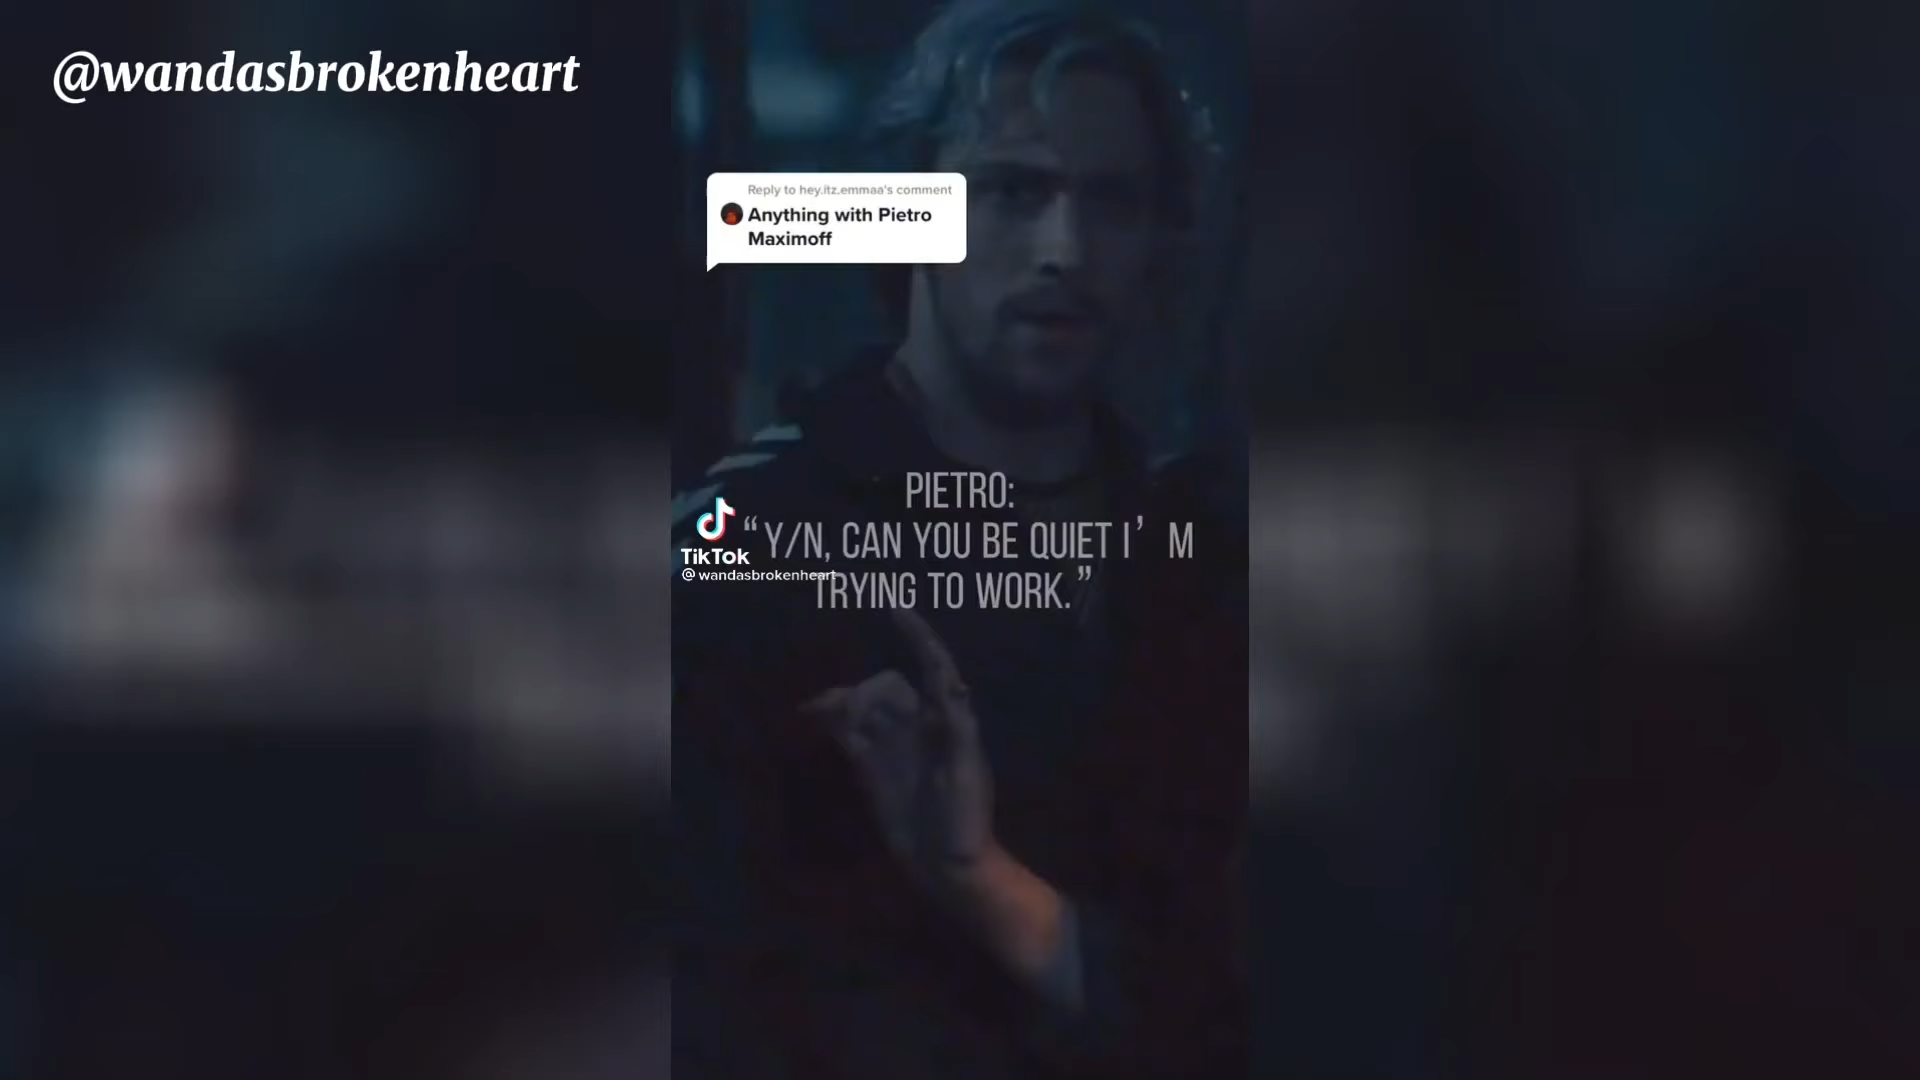 @wandasbrokenheart
Reply to hey.itz.emmaa's comment
Anything with Pietro
Maximoff
PIETRO:
“Y/N, CAN YOU BE QUIET I’M
TRYING TO WORK.”
TikTok
@wandasbrokenheart